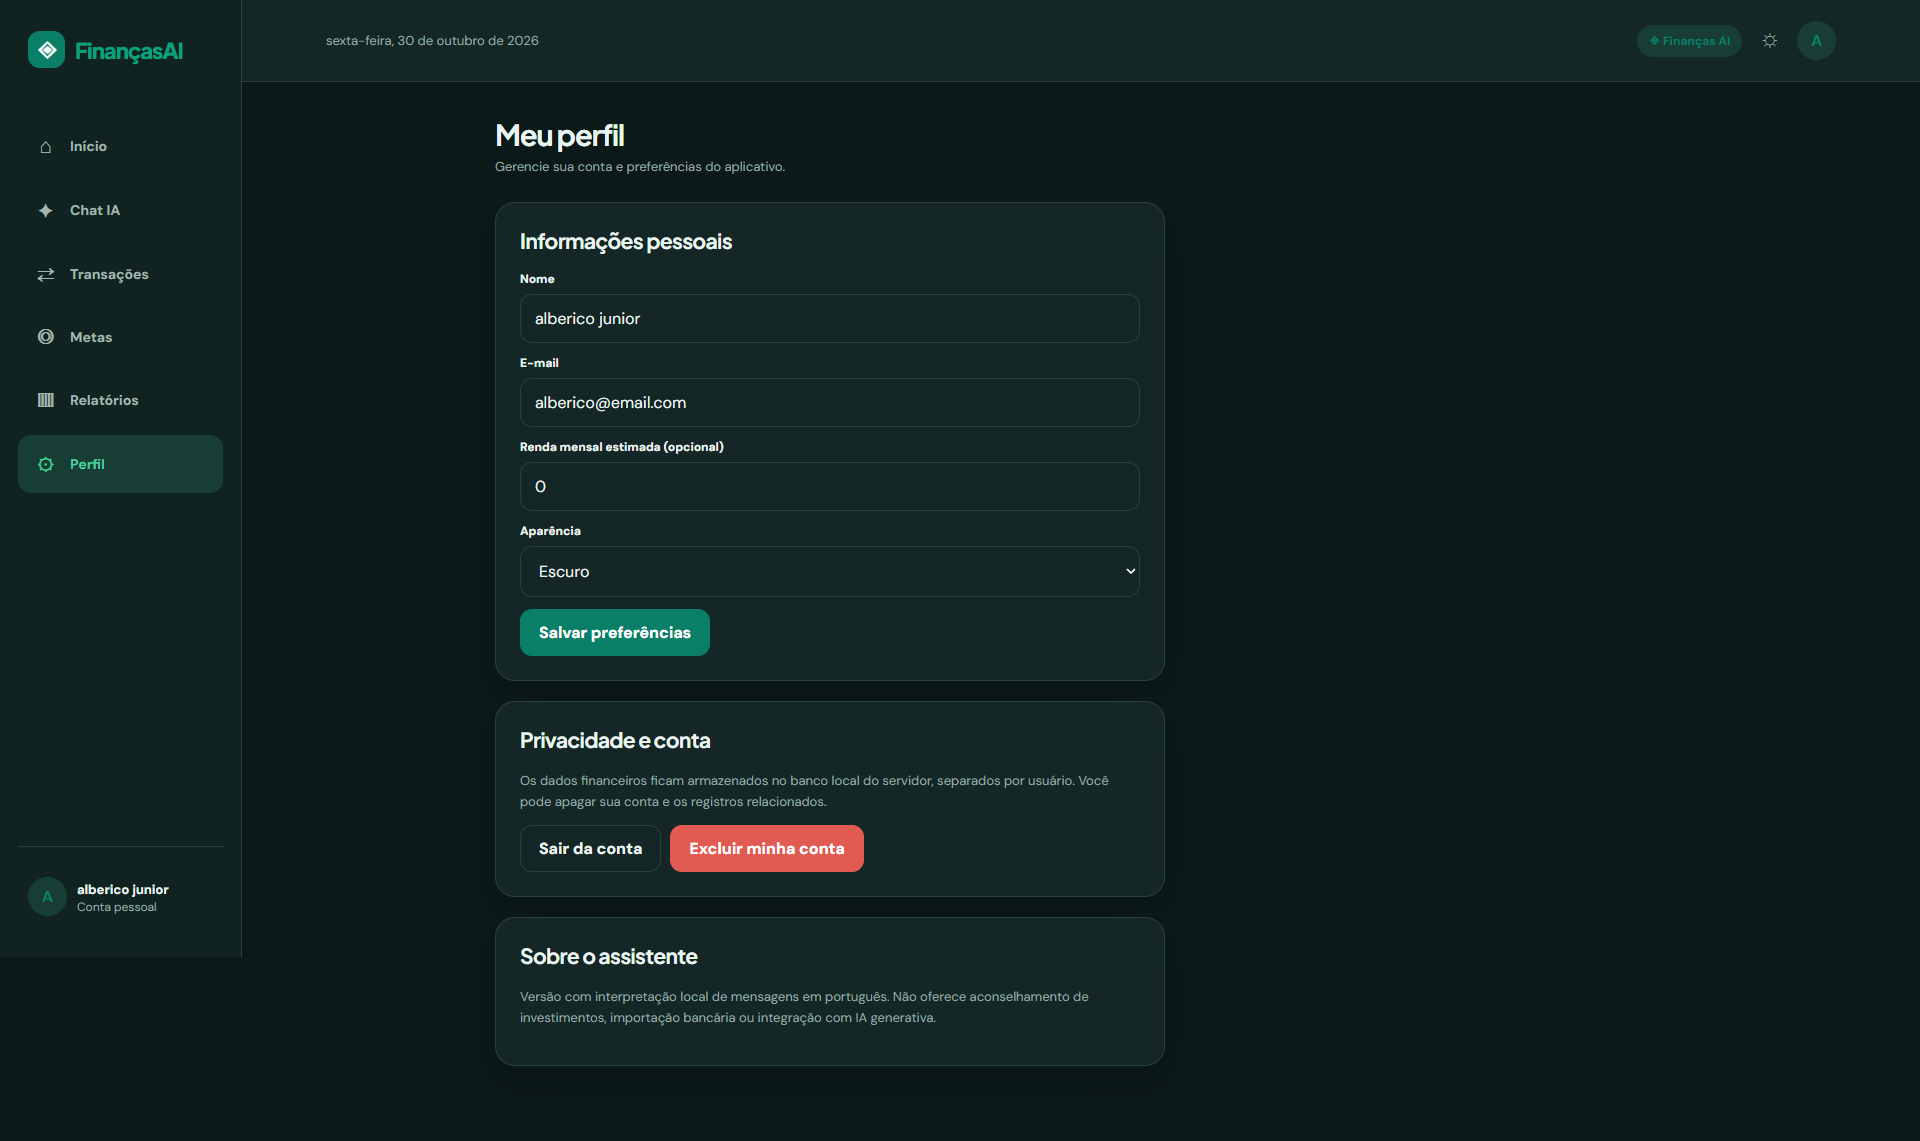 FinançasAI
Início
Chat IA
Transações
Metas
Relatórios
Perfil
A
alberico junior
Conta pessoal
sexta-feira, 30 de outubro de 2026
Finanças AI
A
Meu perfil
Gerencie sua conta e preferências do aplicativo.
Informações pessoais
Nome
alberico junior
E-mail
alberico@email.com
Renda mensal estimada (opcional)
0
Aparência
Escuro
Salvar preferências
Privacidade e conta
Os dados financeiros ficam armazenados no banco local do servidor, separados por usuário. Você
pode apagar sua conta e os registros relacionados.
Sair da conta
Excluir minha conta
Sobre o assistente
Versão com interpretação local de mensagens em português. Não oferece aconselhamento de
investimentos, importação bancária ou integração com IA generativa.